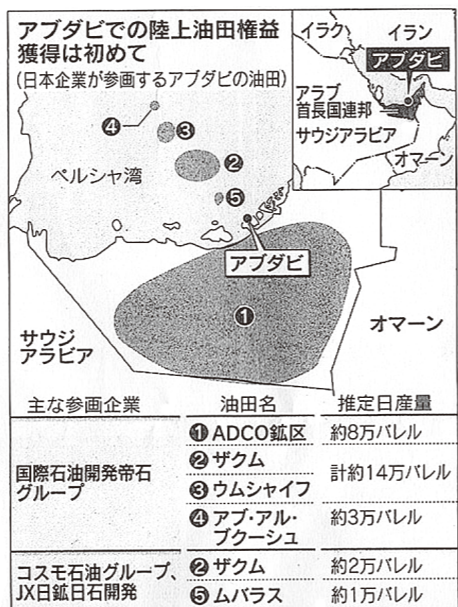 アブダビでの陸上油田権益
獲得は初めて
(日本企業が参画するアブダビの油田)
イラク
イラン
アブダビ
アラブ
首長国連邦
サウジアラビア
オマーン
❹
❸
❷
ペルシャ湾
❺
アブダビ
❶
サウジ
アラビア
オマーン
主な参画企業 油田名 推定日産量
国際石油開発帝石
グループ
❶ADCO鉱区 約8万バレル
❷ザクム
❸ウムシャイフ
計約14万バレル
❹アブ・アル・
ブクーシュ
約3万バレル
コスモ石油グループ、
JX日鉱日石開発
❷ザクム 約2万バレル
❺ムバラス 約1万バレル